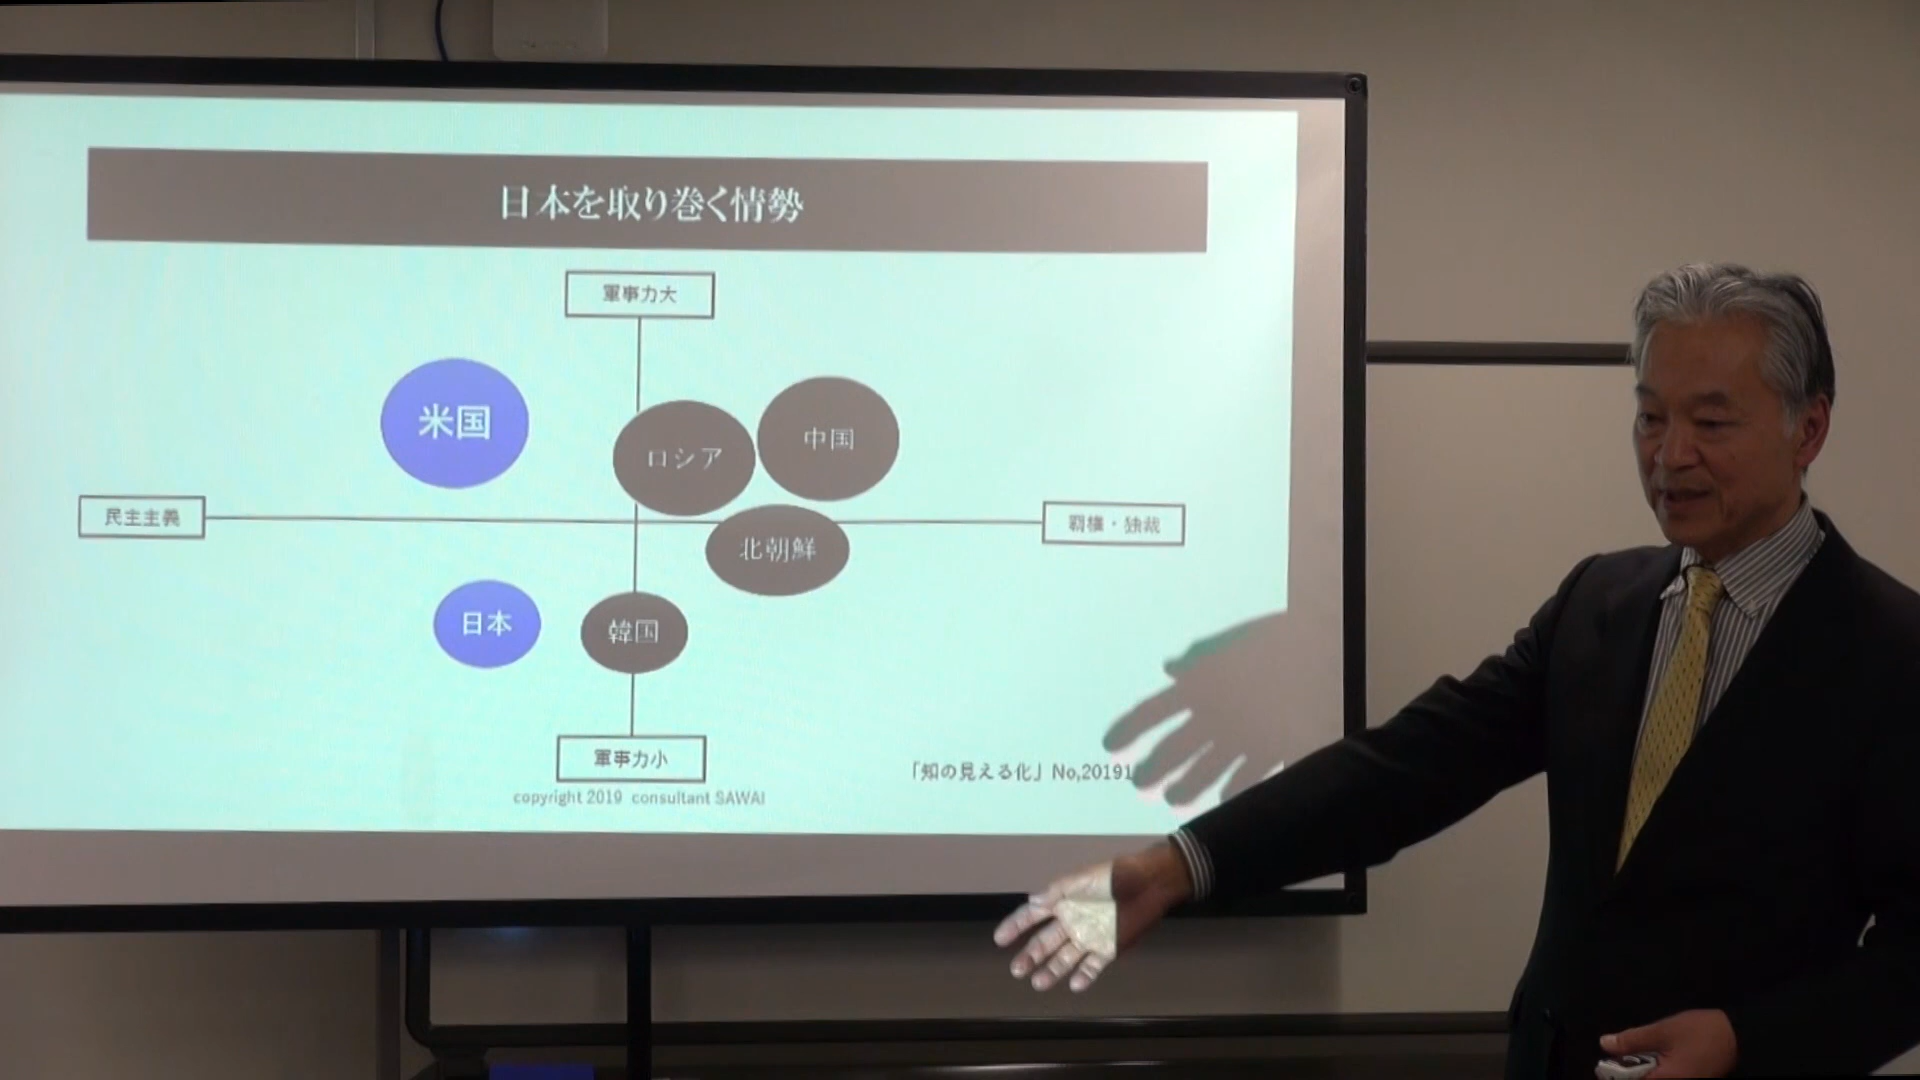 日本を取り巻く情勢
軍事力大
米国
ロシア
中国
民主主義
覇権・独裁
北朝鮮
日本
韓国
軍事力小
「知の見える化」No,20191
copyright 2019 consultant SAWAI